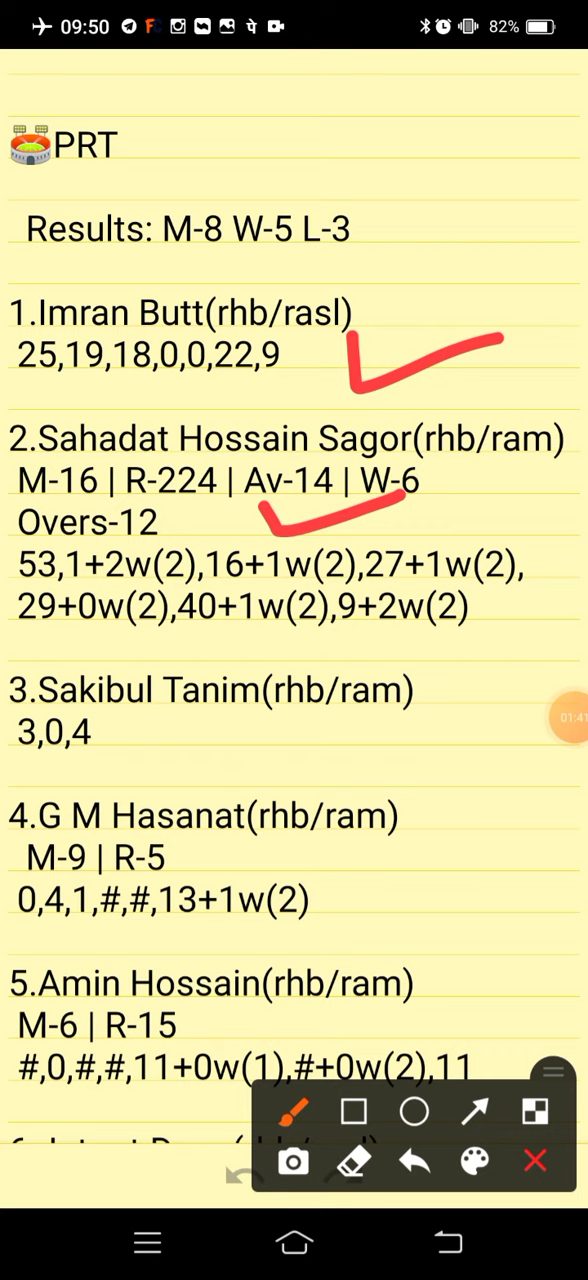 09:50
82%
PRT
Results: M-8 W-5 L-3
1.Imran Butt(rhb/rasl)
25,19,18,0,0,22,9
2.Sahadat Hossain Sagor(rhb/ram)
M-16 | R-224 | Av-14 | W-6
Overs-12
53,1+2w(2),16+1w(2),27+1w(2),
29+0w(2),40+1w(2),9+2w(2)
3.Sakibul Tanim(rhb/ram)
3,0,4
01:41
4.G M Hasanat(rhb/ram)
M-9 | R-5
0,4,1,#,#,13+1w(2)
5.Amin Hossain(rhb/ram)
M-6 | R-15
#,0,#,#,11+0w(1),#+0w(2),11